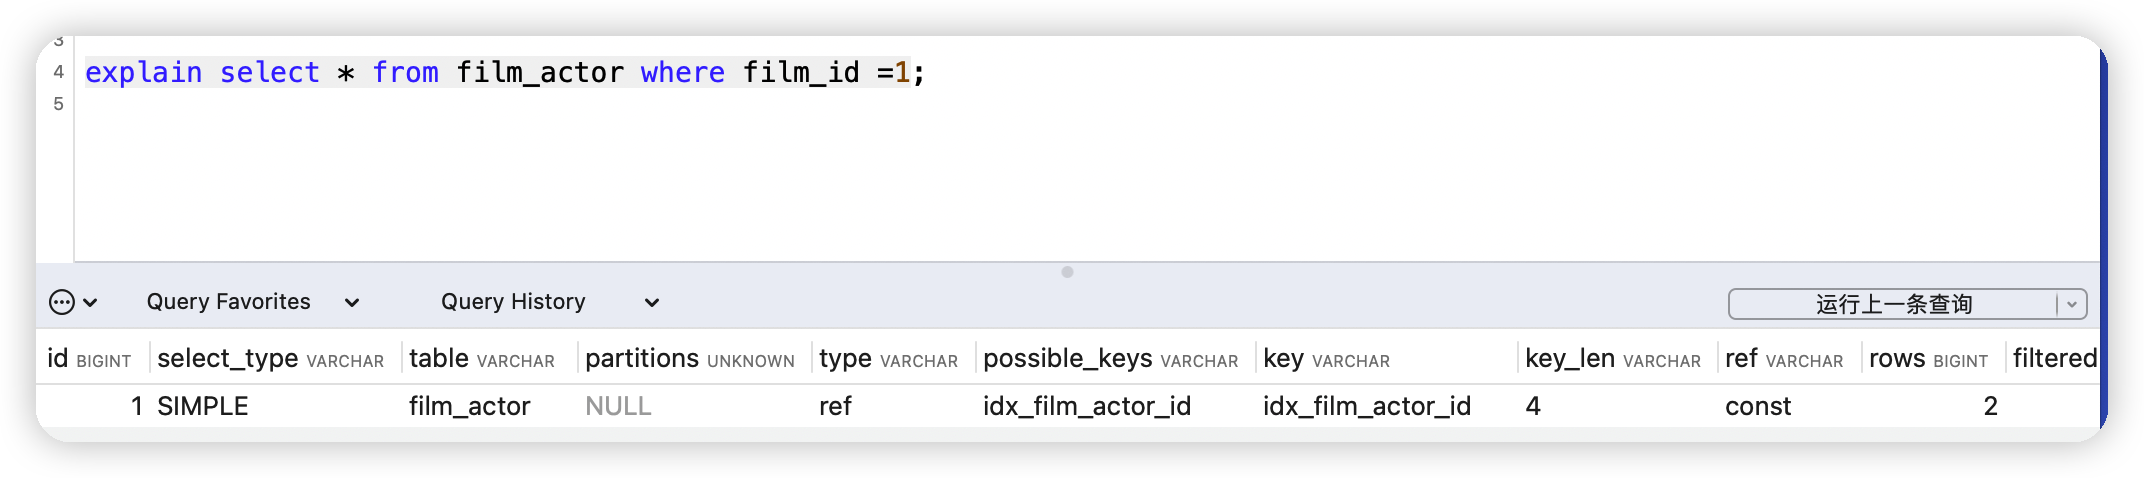 3
4 explain select * from film_actor where film_id =1;
5
Query Favorites Query History 运行上一条查询
id BIGINT select_type VARCHAR table VARCHAR partitions UNKNOWN type VARCHAR possible_keys VARCHAR key VARCHAR key_len VARCHAR ref VARCHAR rows BIGINT filtered
1 SIMPLE film_actor NULL ref idx_film_actor_id idx_film_actor_id 4 const 2